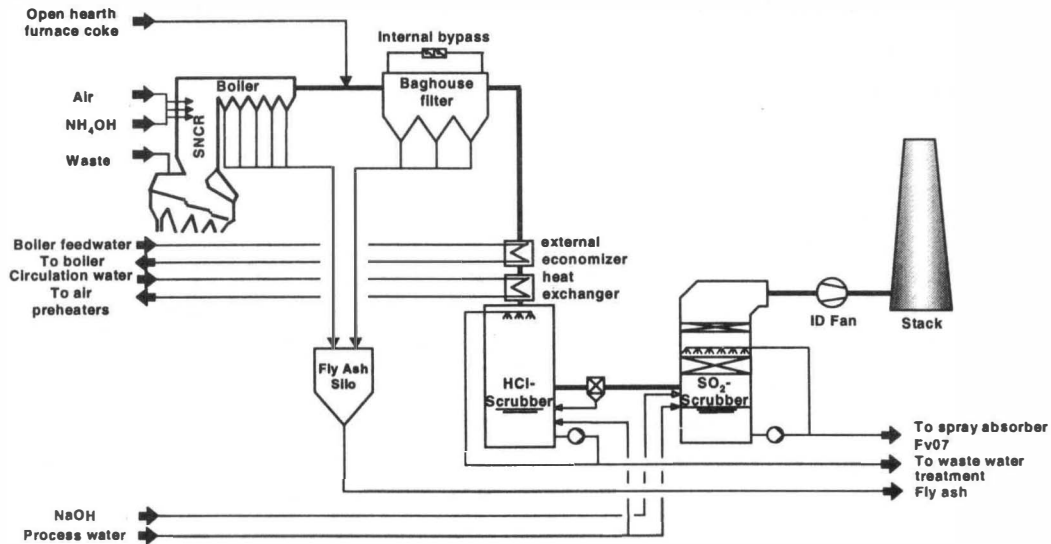 Open hearth
furnace coke
Internal bypass
Boiler
Baghouse
filter
Air
NH₄OH
SNCR
Waste
Boiler feedwater
To boiler
Circulation water
To air
preheaters
external
economizer
heat
exchanger
ID Fan
Stack
Fly Ash
Silo
HCl-
Scrubber
SO₂-
Scrubber
To spray absorber
Fv07
To waste water
treatment
Fly ash
NaOH
Process water